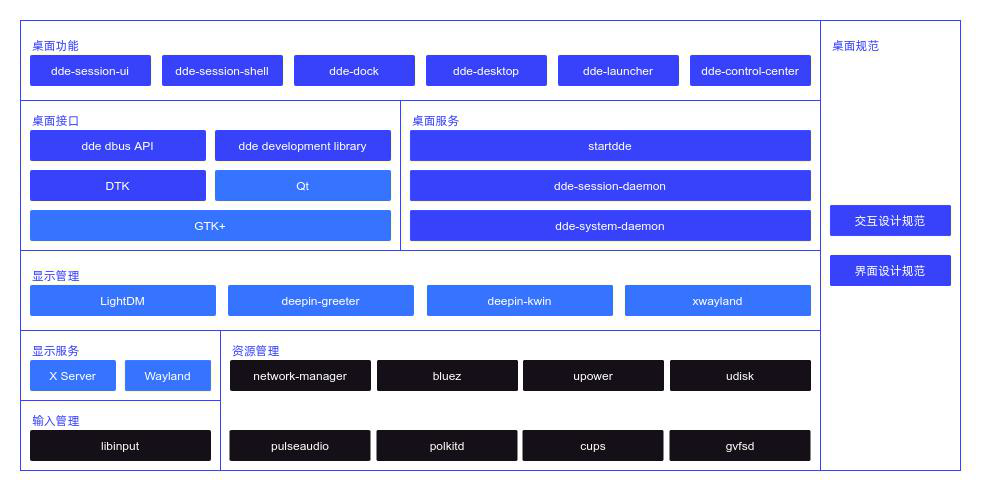 桌面功能
dde-session-ui
dde-session-shell
dde-dock
dde-desktop
dde-launcher
dde-control-center
桌面接口
dde dbus API
dde development library
DTK
Qt
GTK+
桌面服务
startdde
dde-session-daemon
dde-system-daemon
显示管理
LightDM
deepin-greeter
deepin-kwin
xwayland
显示服务
X Server
Wayland
输入管理
libinput
资源管理
network-manager
bluez
upower
udisk
pulseaudio
polkitd
cups
gvfsd
桌面规范
交互设计规范
界面设计规范